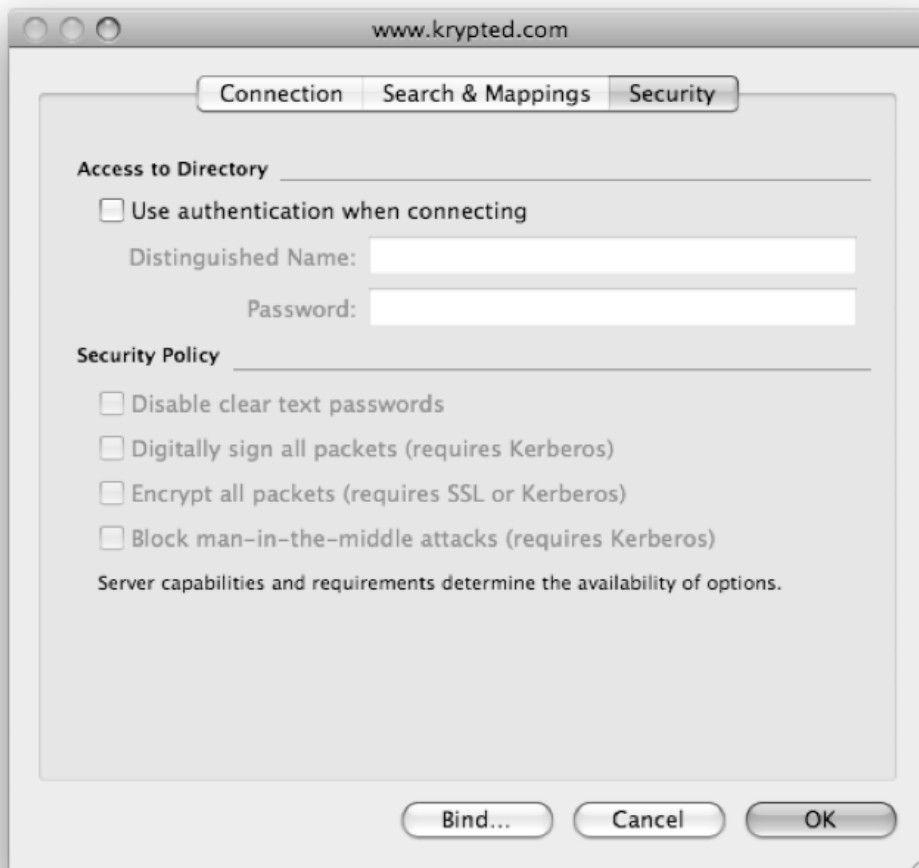 www.krypted.com
Connection Search & Mappings Security
Access to Directory
Use authentication when connecting
Distinguished Name:
Password:
Security Policy
Disable clear text passwords
Digitally sign all packets (requires Kerberos)
Encrypt all packets (requires SSL or Kerberos)
Block man-in-the-middle attacks (requires Kerberos)
Server capabilities and requirements determine the availability of options.
Bind... Cancel OK